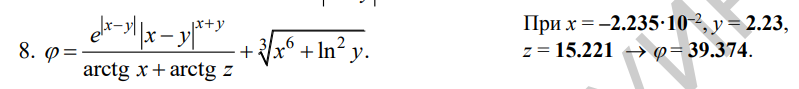 8. φ = e^|x−y| |x − y|^(x+y) / (arctg x + arctg z) + ∛(x⁶ + ln² y).
При x = –2.235·10⁻², y = 2.23,
z = 15.221 → φ = 39.374.